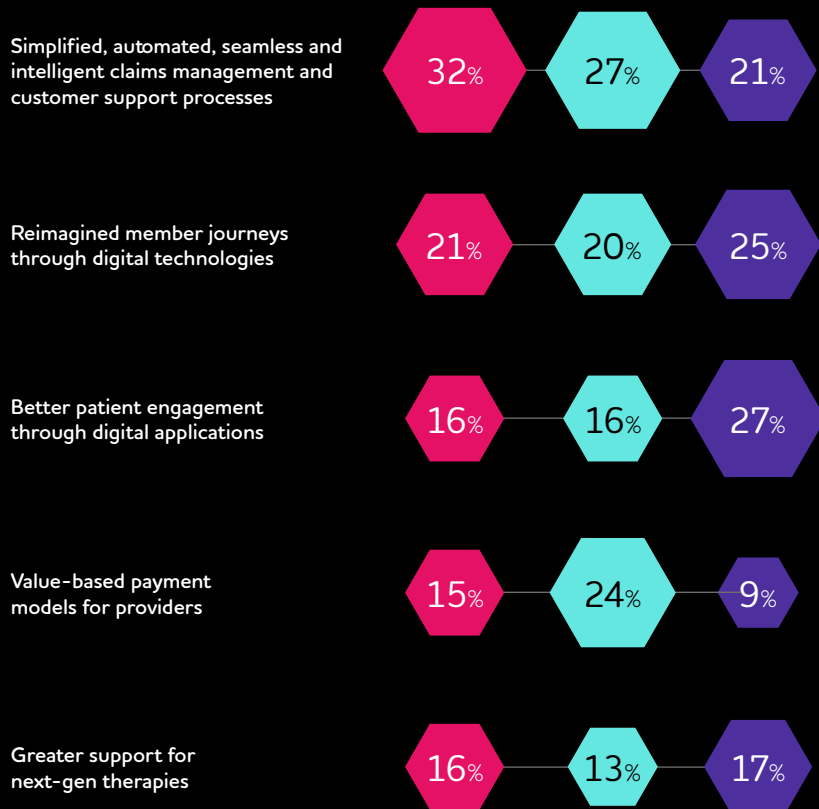 Simplified, automated, seamless and
intelligent claims management and
customer support processes
32% 27% 21%
Reimagined member journeys
through digital technologies
21% 20% 25%
Better patient engagement
through digital applications
16% 16% 27%
Value-based payment
models for providers
15% 24% 9%
Greater support for
next-gen therapies
16% 13% 17%